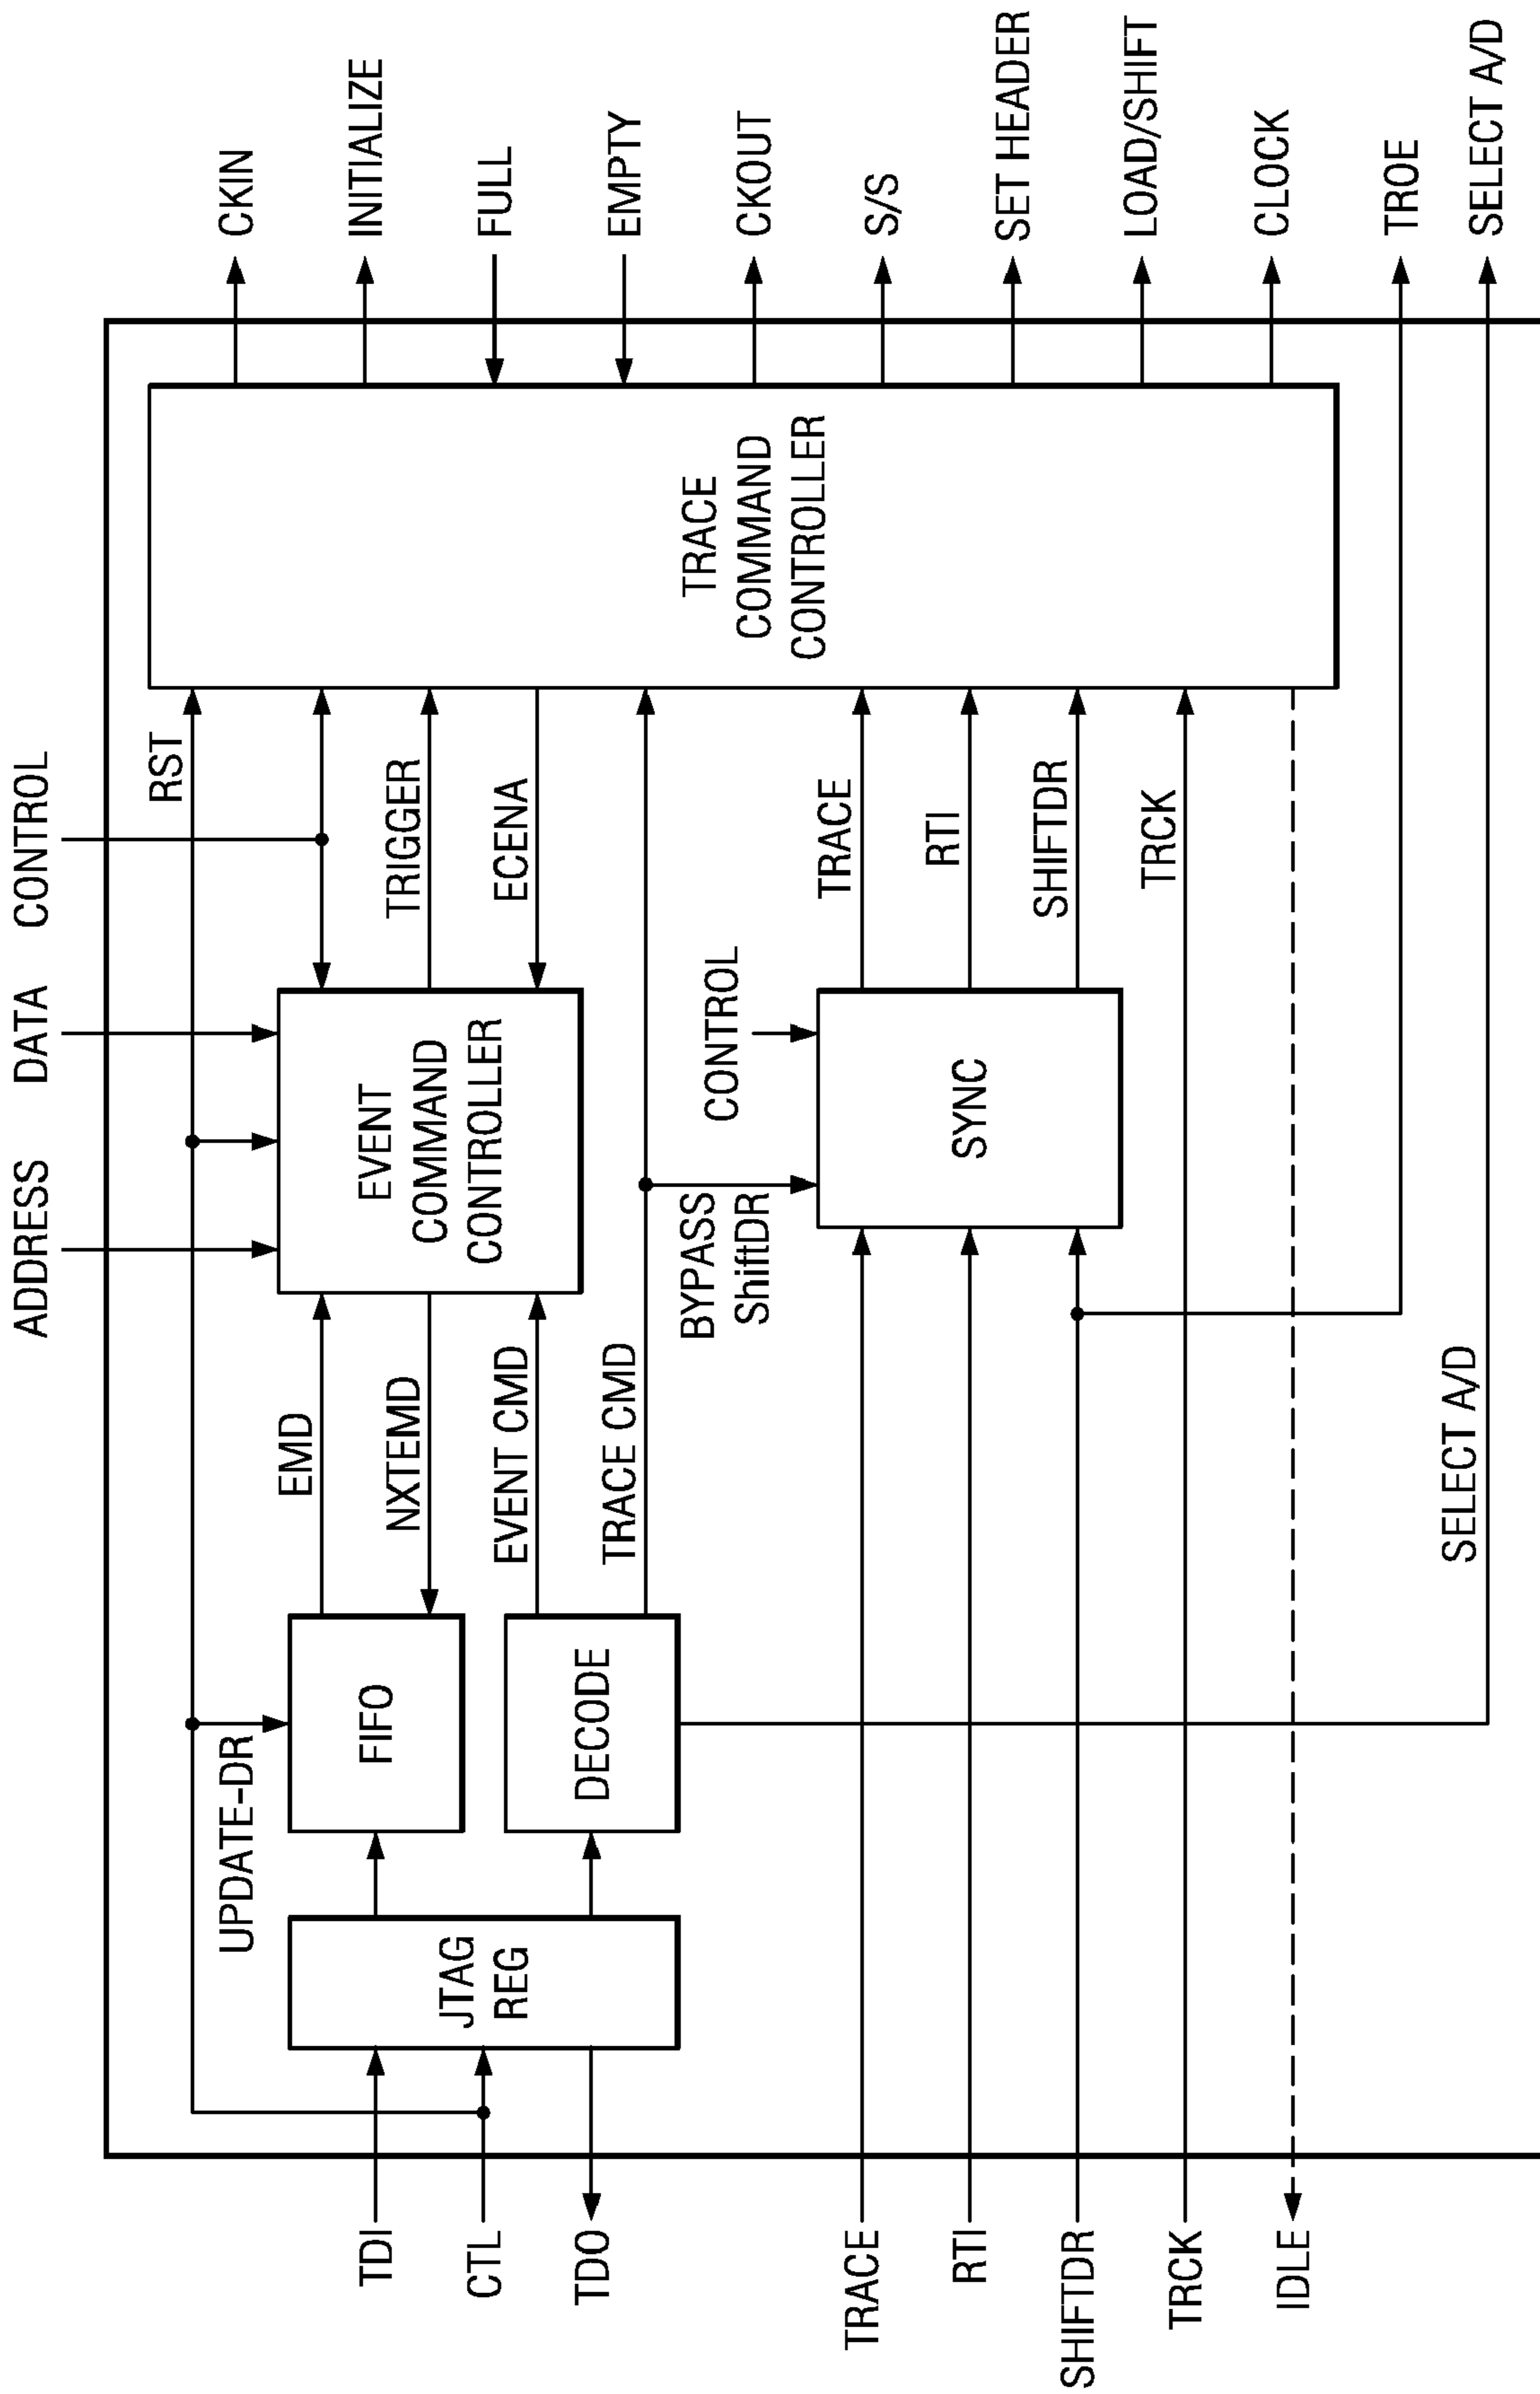 ADDRESS
DATA
CONTROL
RST
UPDATE-DR
EMD
NXTEMD
EVENT CMD
TRACE CMD
FIFO
DECODE
JTAG
REG
EVENT
COMMAND
CONTROLLER
TRIGGER
ECENA
TRACE
COMMAND
CONTROLLER
BYPASS
ShiftDR
CONTROL
SYNC
TRACE
RTI
SHIFTDR
TRCK
SELECT A/D
TDI
CTL
TDO
TRACE
RTI
SHIFTDR
TRCK
IDLE
CKIN
INITIALIZE
FULL
EMPTY
CKOUT
S/S
SET HEADER
LOAD/SHIFT
CLOCK
TROE
SELECT A/D